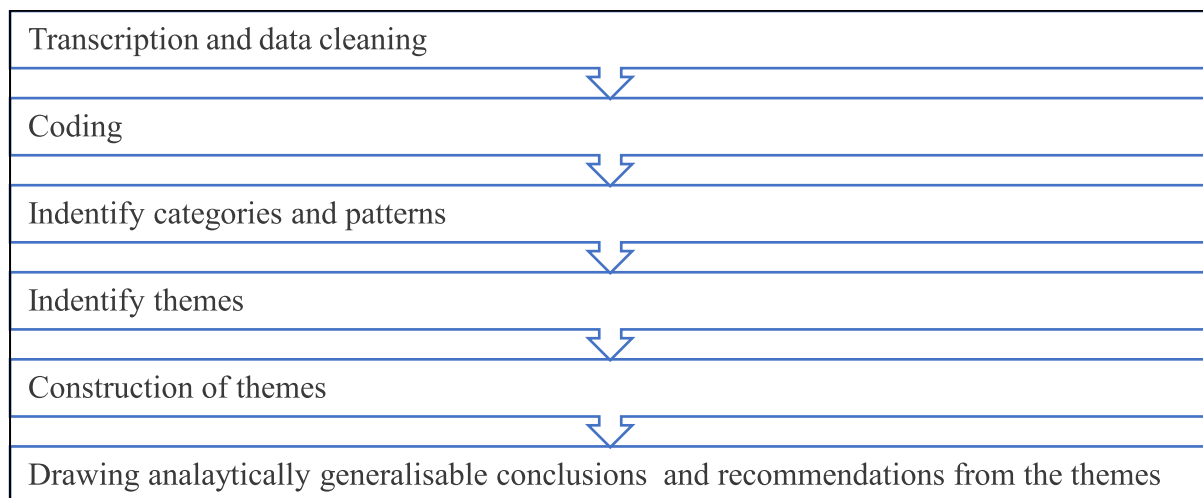 Transcription and data cleaning
Coding
Indentify categories and patterns
Indentify themes
Construction of themes
Drawing analaytically generalisable conclusions  and recommendations from the themes